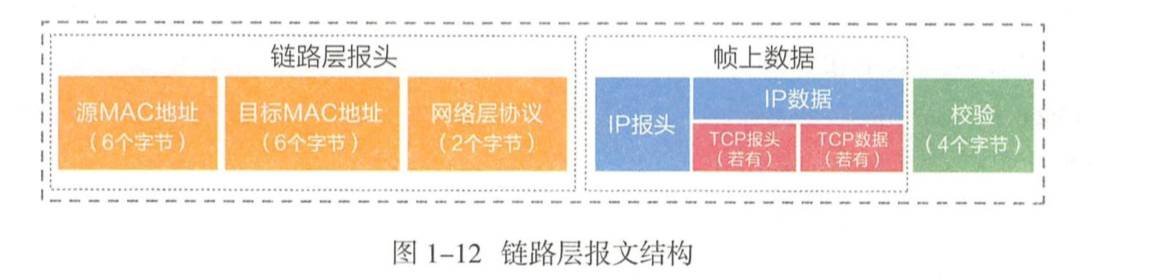 链路层报头
帧上数据
源MAC地址
（6个字节）
目标MAC地址
（6个字节）
网络层协议
（2个字节）
IP报头
IP数据
TCP报头
（若有）
TCP数据
（若有）
校验
（4个字节）
图 1-12 链路层报文结构